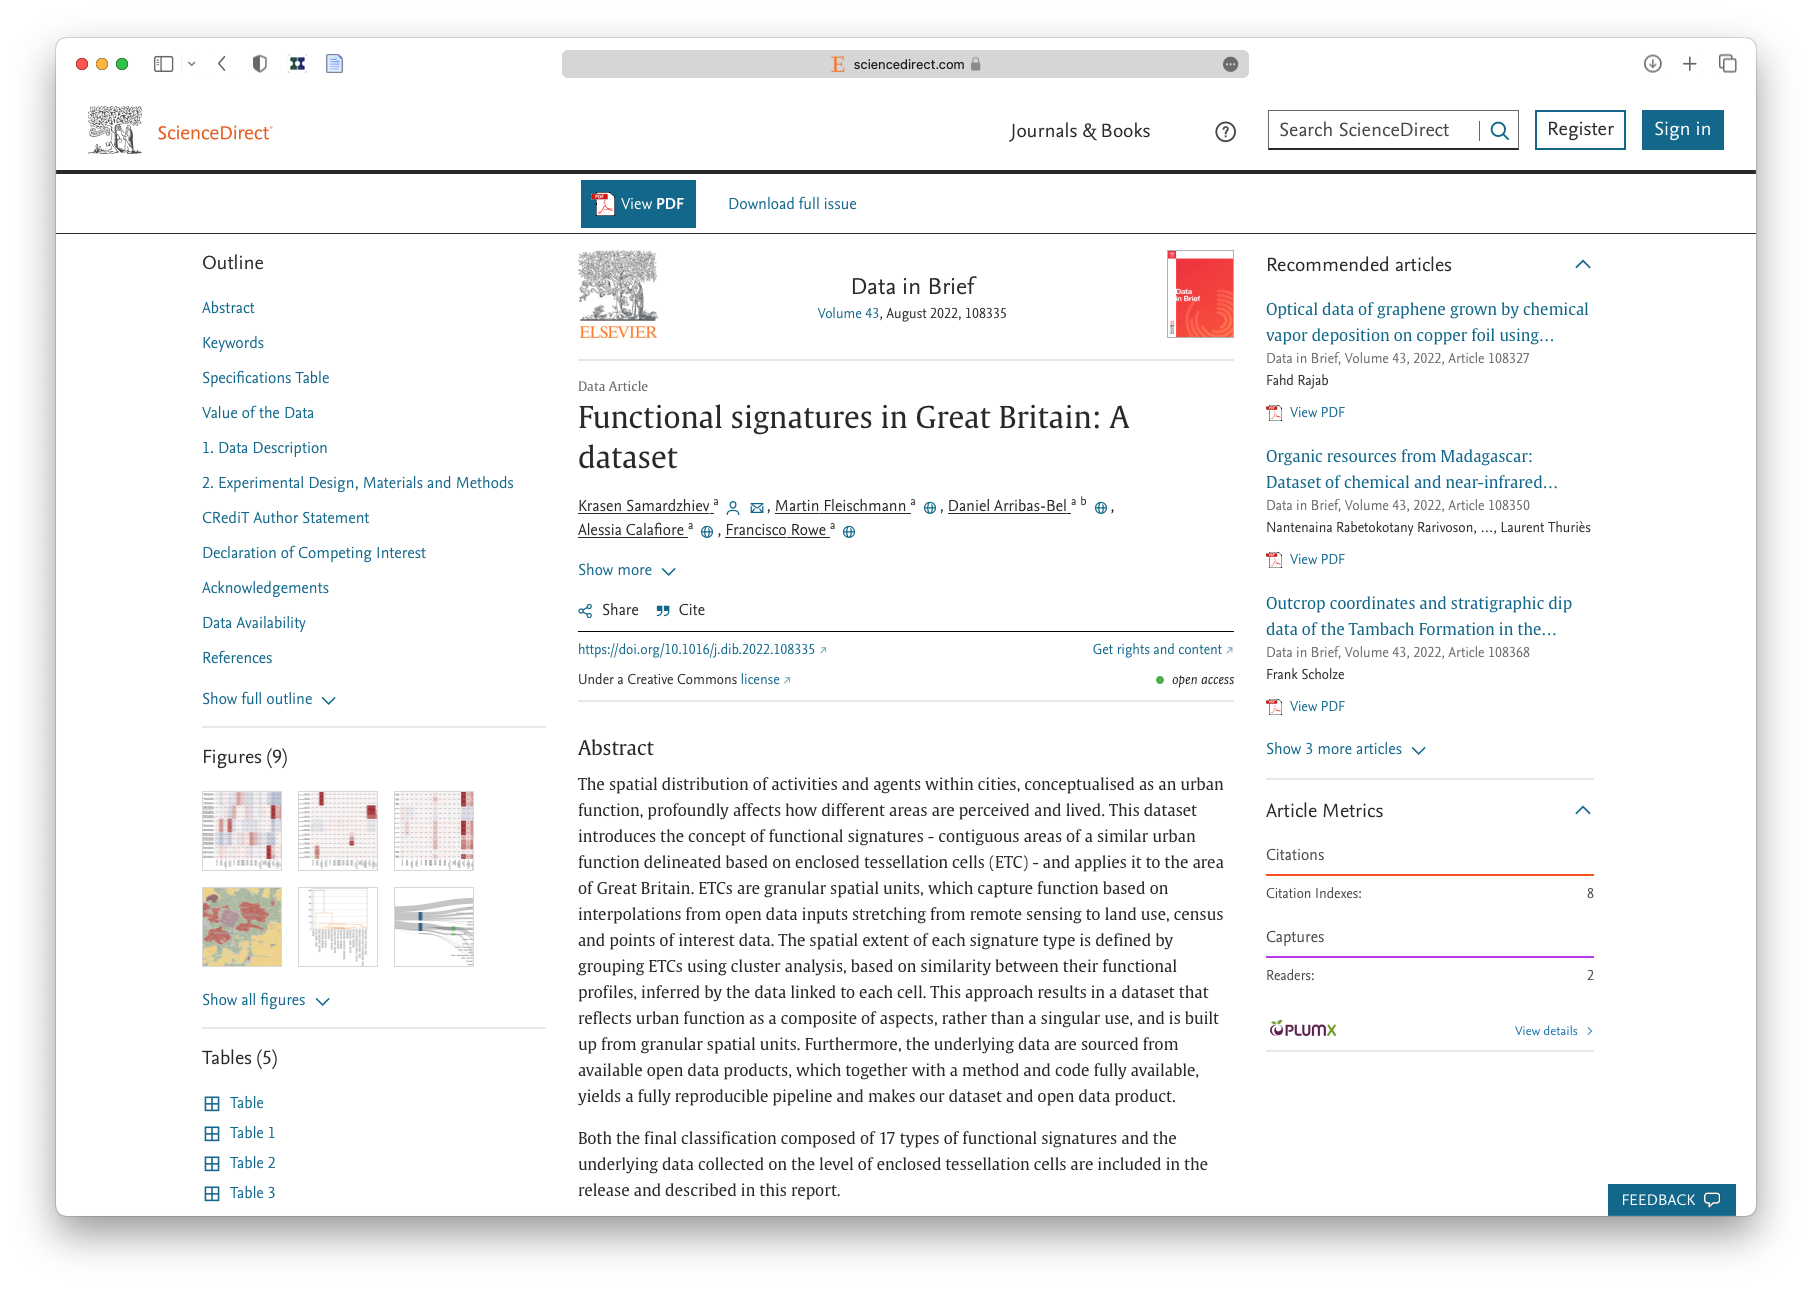 sciencedirect.com
ScienceDirect
Journals & Books
Search ScienceDirect
Register
Sign in
View PDF
Download full issue
Outline
Abstract
Keywords
Specifications Table
Value of the Data
1. Data Description
2. Experimental Design, Materials and Methods
CRediT Author Statement
Declaration of Competing Interest
Acknowledgements
Data Availability
References
Show full outline
Figures (9)
Show all figures
Tables (5)
Table
Table 1
Table 2
Table 3
ELSEVIER
Data in Brief
Volume 43, August 2022, 108335
Data
in Brief
Data Article
Functional signatures in Great Britain: A
dataset
Krasen Samardzhiev a, Martin Fleischmann a, Daniel Arribas-Bel a b,
Alessia Calafiore a, Francisco Rowe a
Show more
Share Cite
https://doi.org/10.1016/j.dib.2022.108335
Get rights and content
Under a Creative Commons license
open access
Abstract
The spatial distribution of activities and agents within cities, conceptualised as an urban
function, profoundly affects how different areas are perceived and lived. This dataset
introduces the concept of functional signatures - contiguous areas of a similar urban
function delineated based on enclosed tessellation cells (ETC) - and applies it to the area
of Great Britain. ETCs are granular spatial units, which capture function based on
interpolations from open data inputs stretching from remote sensing to land use, census
and points of interest data. The spatial extent of each signature type is defined by
grouping ETCs using cluster analysis, based on similarity between their functional
profiles, inferred by the data linked to each cell. This approach results in a dataset that
reflects urban function as a composite of aspects, rather than a singular use, and is built
up from granular spatial units. Furthermore, the underlying data are sourced from
available open data products, which together with a method and code fully available,
yields a fully reproducible pipeline and makes our dataset and open data product.
Both the final classification composed of 17 types of functional signatures and the
underlying data collected on the level of enclosed tessellation cells are included in the
release and described in this report.
Recommended articles
Optical data of graphene grown by chemical
vapor deposition on copper foil using…
Data in Brief, Volume 43, 2022, Article 108327
Fahd Rajab
View PDF
Organic resources from Madagascar:
Dataset of chemical and near-infrared…
Data in Brief, Volume 43, 2022, Article 108350
Nantenaina Rabetokotany Rarivoson, …, Laurent Thuriès
View PDF
Outcrop coordinates and stratigraphic dip
data of the Tambach Formation in the…
Data in Brief, Volume 43, 2022, Article 108368
Frank Scholze
View PDF
Show 3 more articles
Article Metrics
Citations
Citation Indexes: 8
Captures
Readers: 2
PLUMX
View details
FEEDBACK